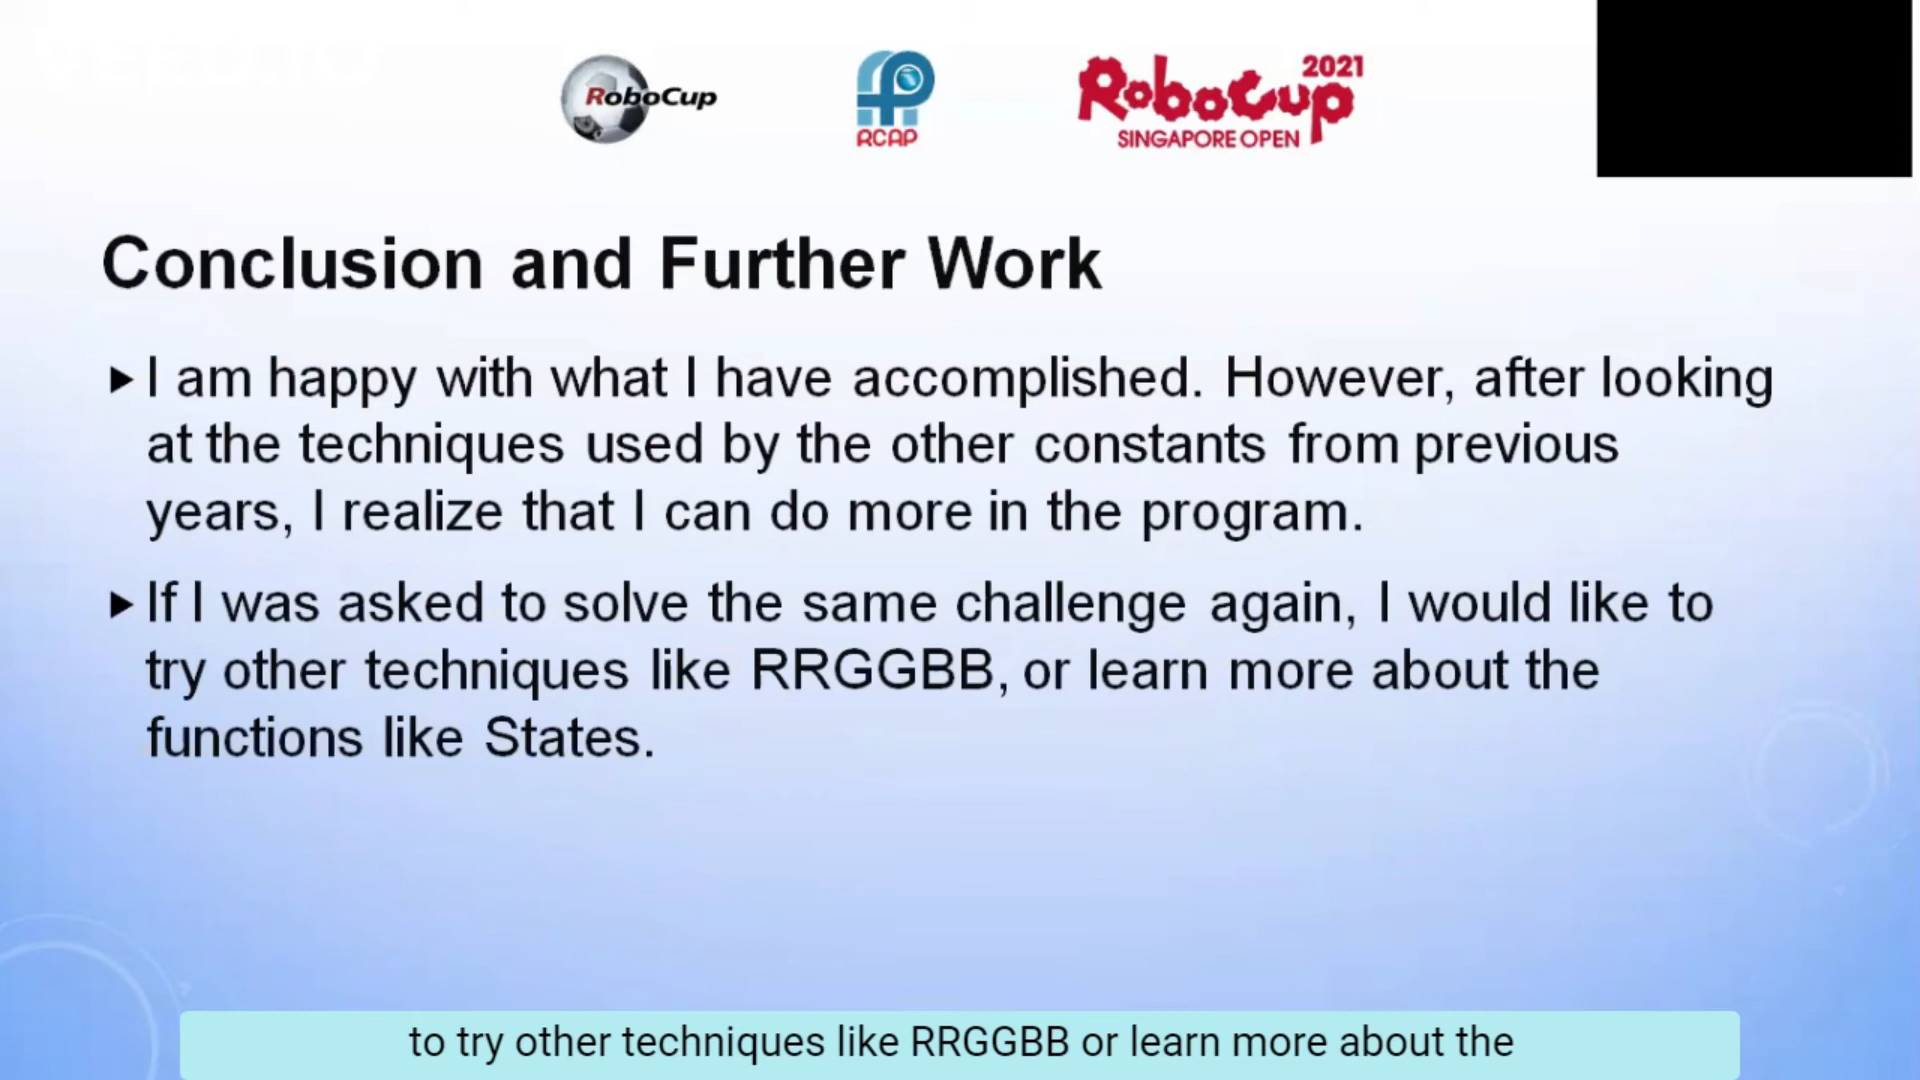 RoboCup
RCAP
RoboCup 2021
SINGAPORE OPEN
Conclusion and Further Work
I am happy with what I have accomplished. However, after looking
at the techniques used by the other constants from previous
years, I realize that I can do more in the program.
If I was asked to solve the same challenge again, I would like to
try other techniques like RRGGBB, or learn more about the
functions like States.
to try other techniques like RRGGBB or learn more about the